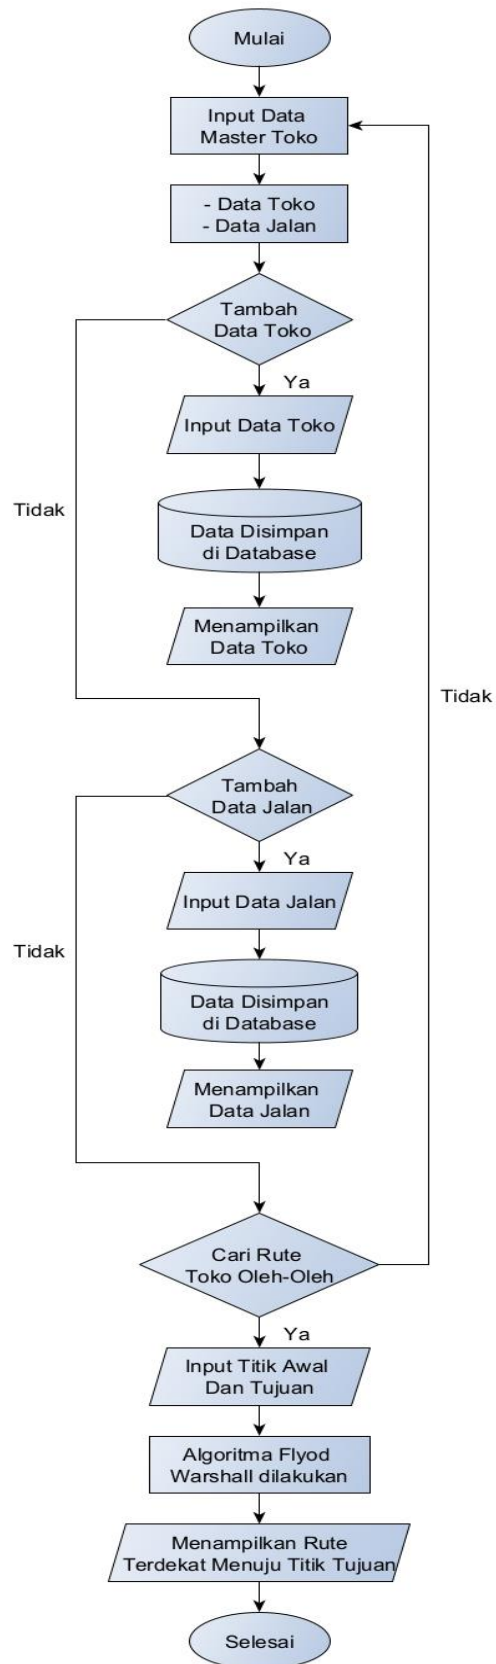 Mulai
Input Data
Master Toko
- Data Toko
- Data Jalan
Tambah
Data Toko
Ya
Input Data Toko
Tidak
Data Disimpan
di Database
Menampilkan
Data Toko
Tidak
Tambah
Data Jalan
Ya
Input Data Jalan
Tidak
Data Disimpan
di Database
Menampilkan
Data Jalan
Cari Rute
Toko Oleh-Oleh
Ya
Input Titik Awal
Dan Tujuan
Algoritma Flyod
Warshall dilakukan
Menampilkan Rute
Terdekat Menuju Titik Tujuan
Selesai